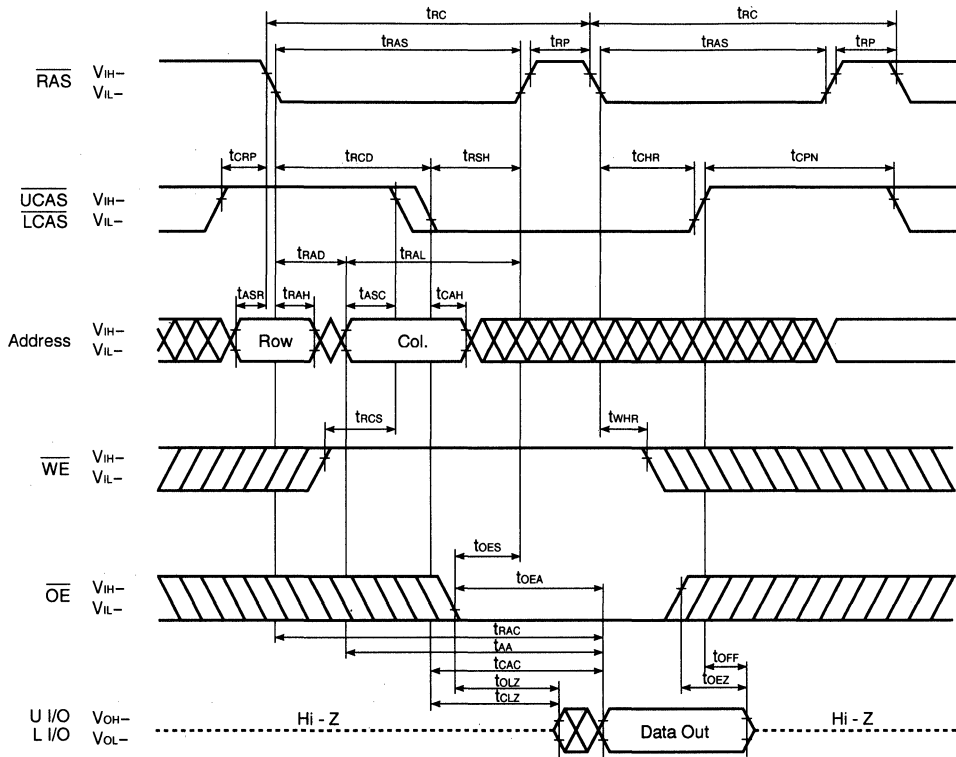 tRC tRC
tRAS tRP tRAS tRP
RAS VIH–
VIL–
tCRP tRCD tRSH tCHR tCPN
UCAS VIH–
LCAS VIL–
tRAD tRAL
tASR tRAH tASC tCAH
Address VIH–
VIL–
Row Col.
tRCS tWHR
WE VIH–
VIL–
tOES
tOEA
OE VIH–
VIL–
tRAC
tAA
tCAC tOFF
tOLZ tOEZ
tCLZ
U I/O VOH–
L I/O VOL–
Hi - Z Data Out Hi - Z